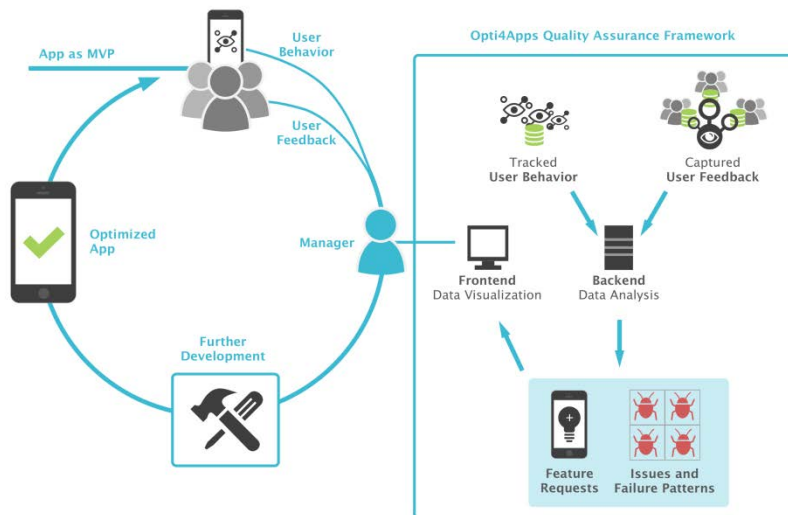 App as MVP
User
Behavior
User
Feedback
Optimized
App
Manager
Further
Development
Opti4Apps Quality Assurance Framework
Tracked
User Behavior
Captured
User Feedback
Frontend
Data Visualization
Backend
Data Analysis
Feature
Requests
Issues and
Failure Patterns